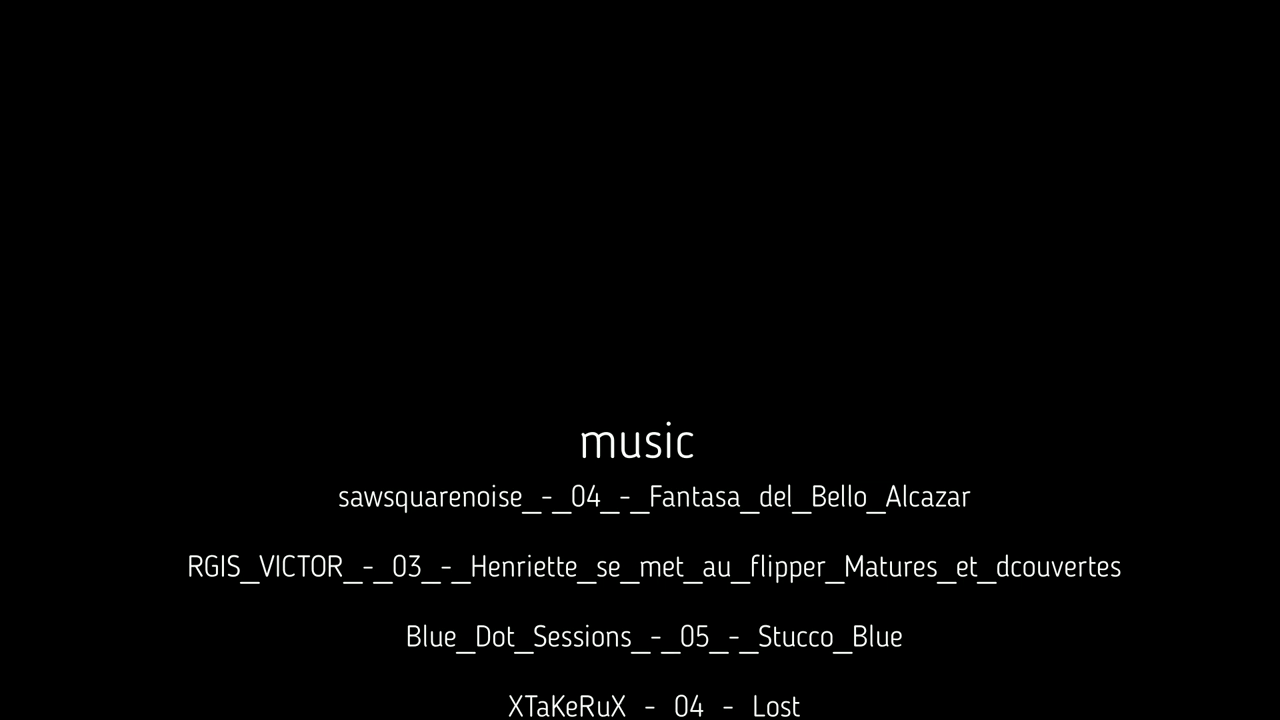 music
sawsquarenoise_-_04_-_Fantasa_del_Bello_Alcazar
RGIS_VICTOR_-_03_-_Henriette_se_met_au_flipper_Matures_et_dcouvertes
Blue_Dot_Sessions_-_05_-_Stucco_Blue
XTaKeRuX - 04 - Lost